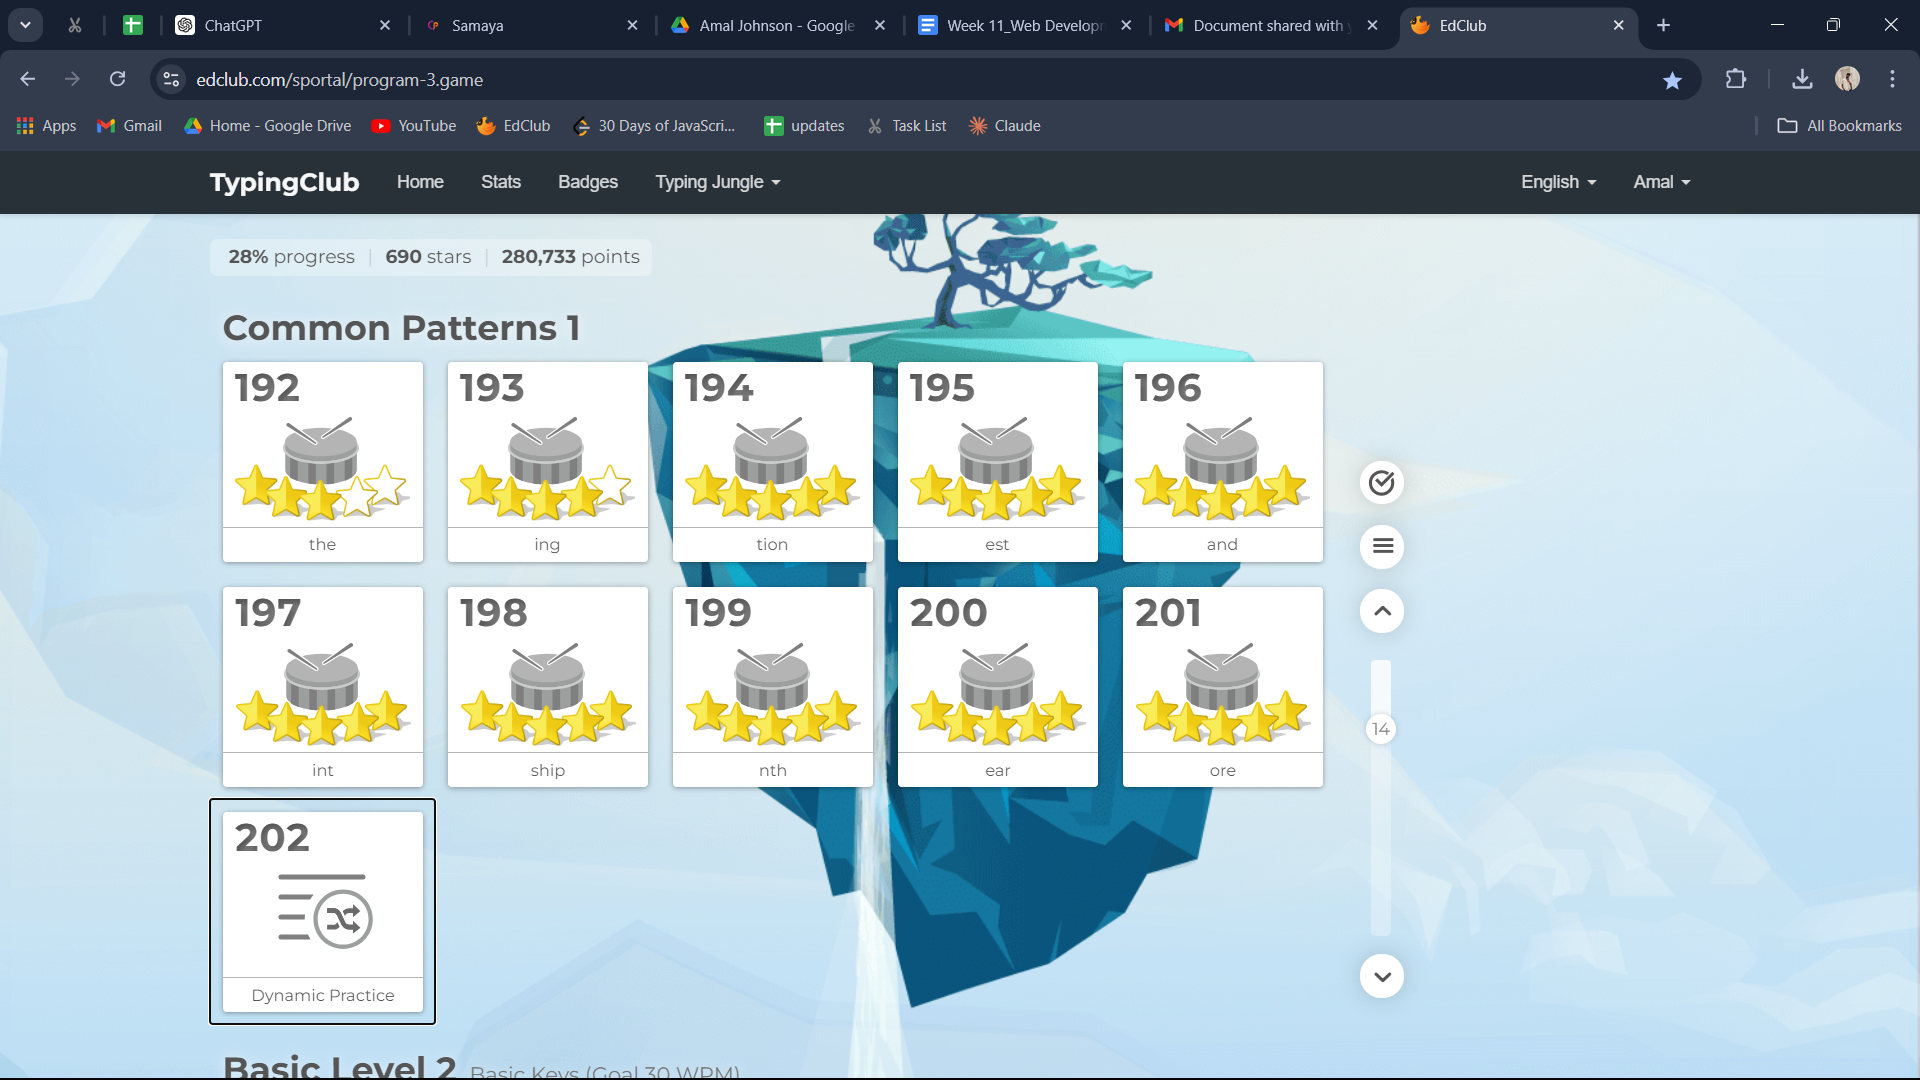 ChatGPT
Samaya
Amal Johnson - Google
Week 11_Web Develop
Document shared with
EdClub
edclub.com/sportal/program-3.game
Apps
Gmail
Home - Google Drive
YouTube
EdClub
30 Days of JavaScri...
updates
Task List
Claude
All Bookmarks
TypingClub
Home
Stats
Badges
Typing Jungle
English
Amal
28% progress
690 stars
280,733 points
Common Patterns 1
192
193
194
195
196
the
ing
tion
est
and
197
198
199
200
201
int
ship
nth
ear
ore
14
202
Dynamic Practice
Basic Level 2 Basic Keys (Goal 30 WPM)